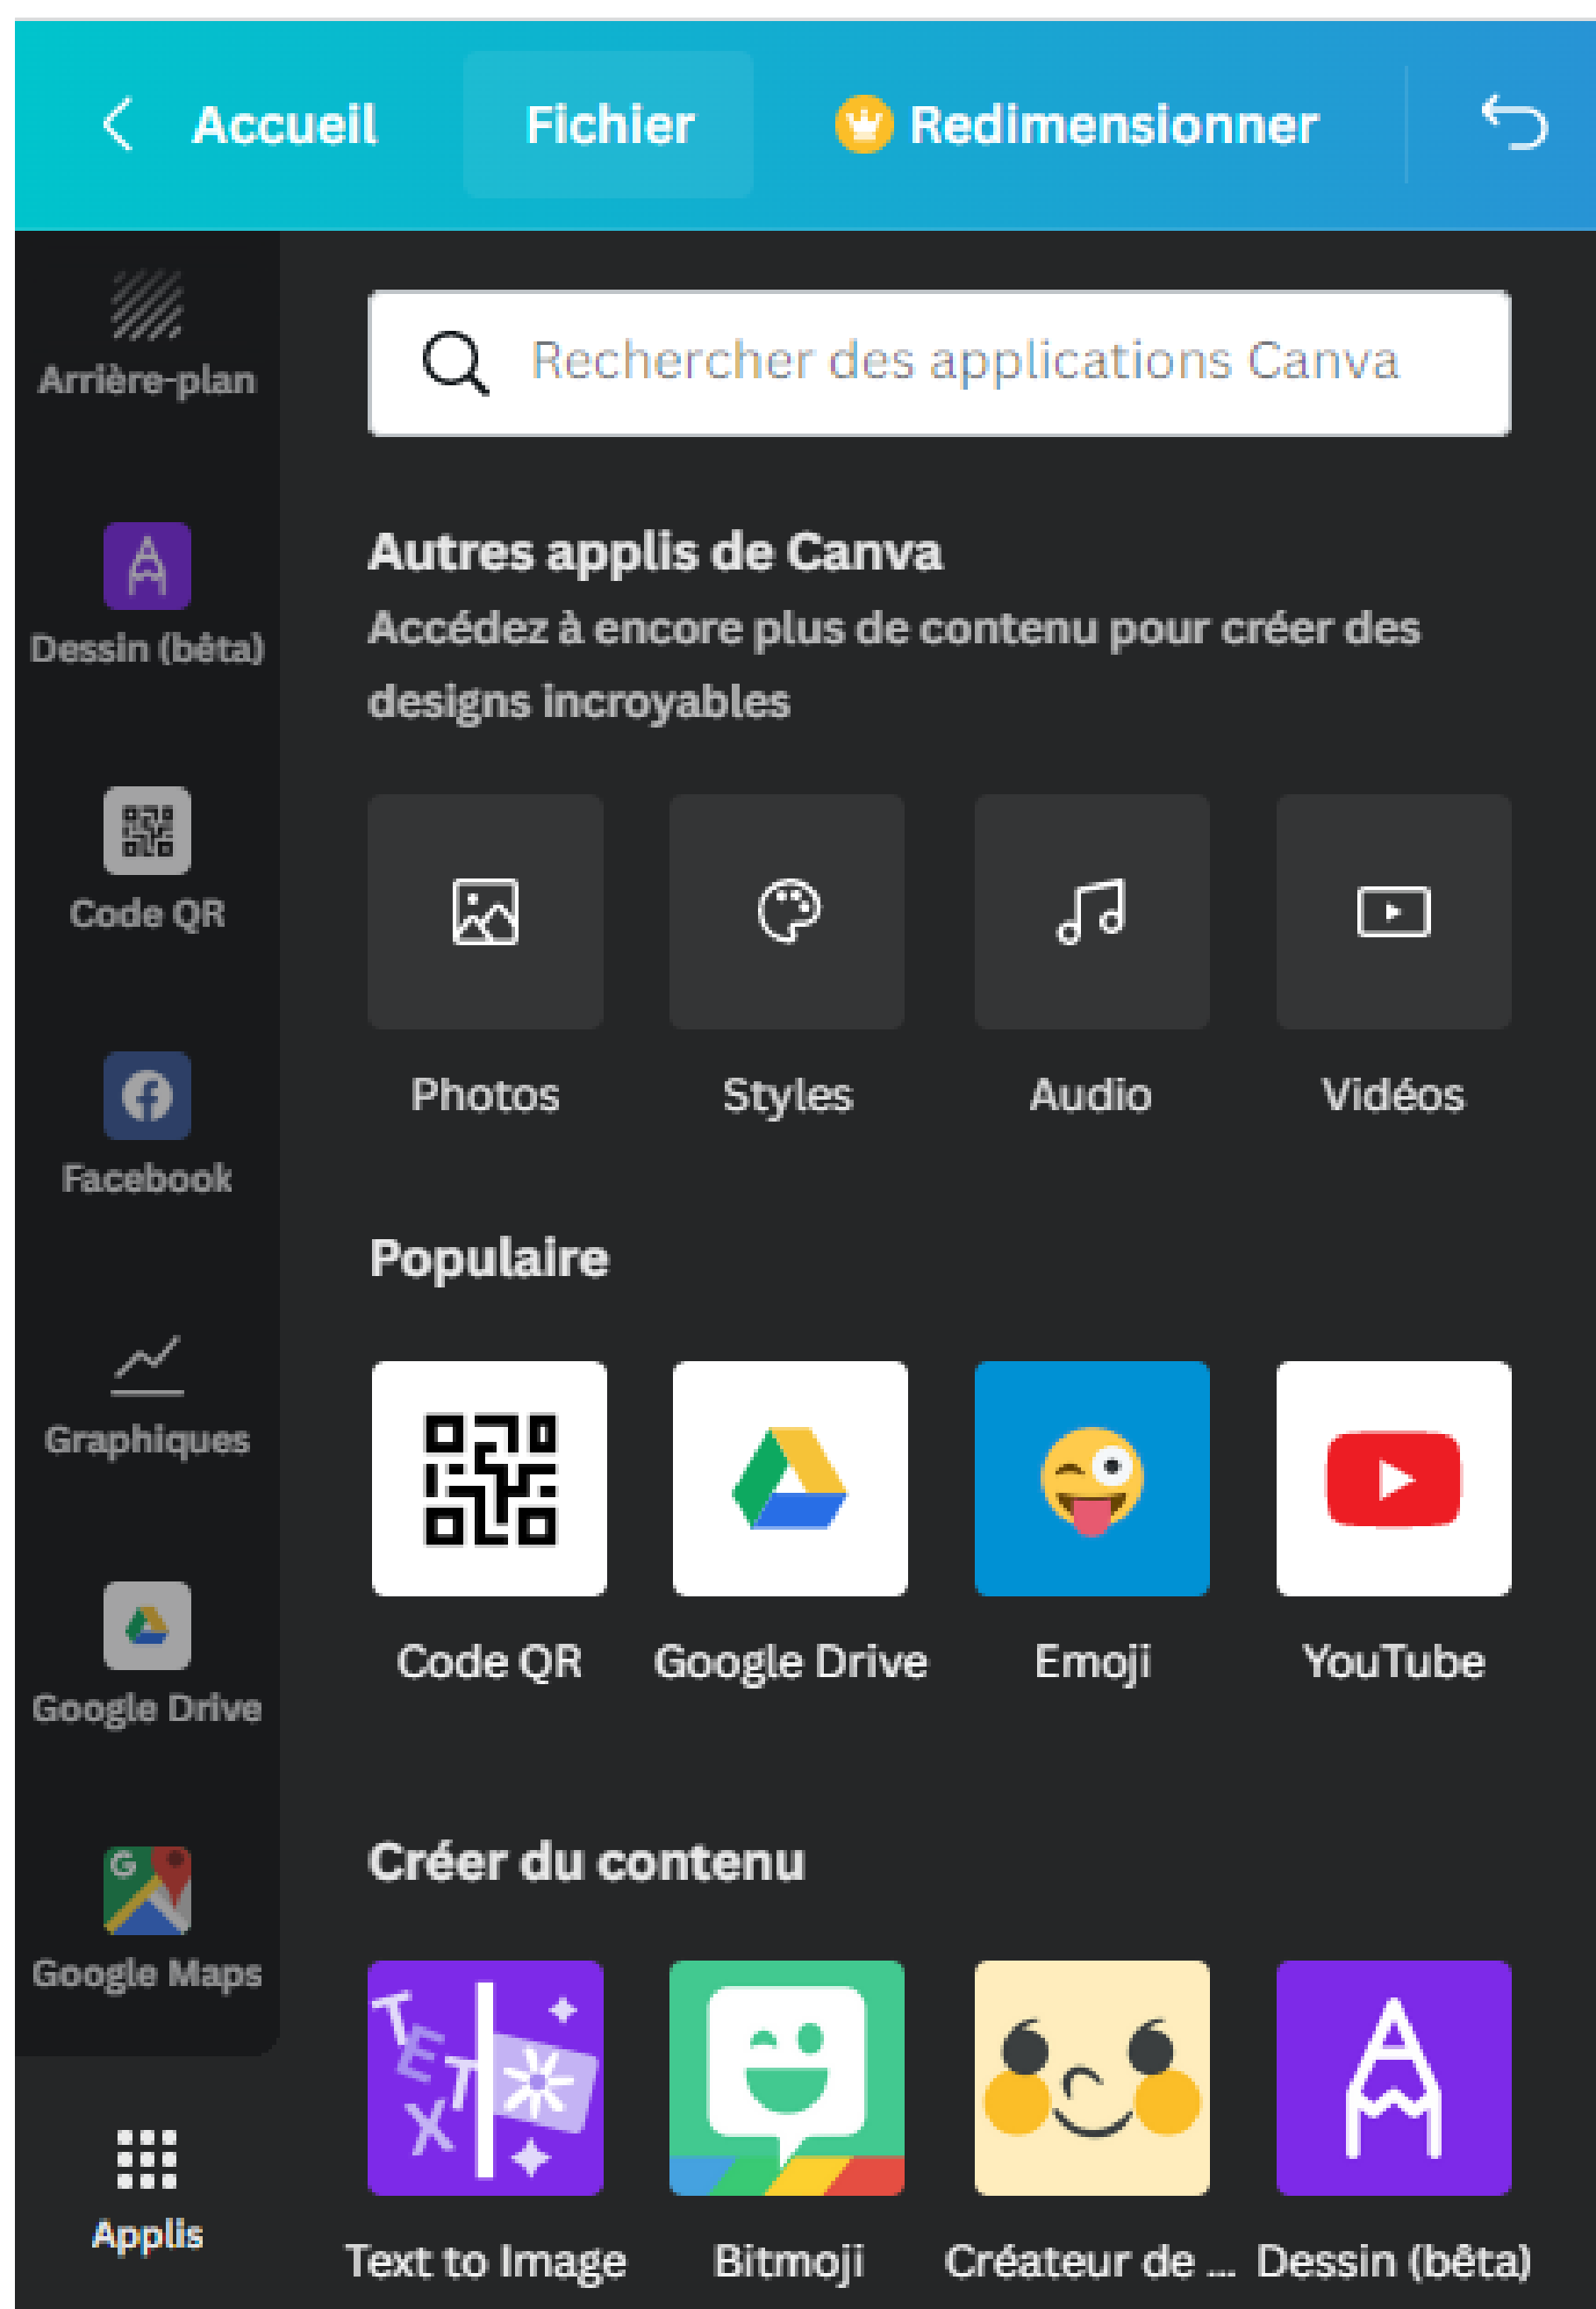 Accueil
Fichier
Redimensionner
Arrière-plan
Dessin (bêta)
Code QR
Facebook
Graphiques
Google Drive
G
Google Maps
Applis
Rechercher des applications Canva
Autres applis de Canva
Accédez à encore plus de contenu pour créer des
designs incroyables
Photos
Styles
Audio
Vidéos
Populaire
Code QR
Google Drive
Emoji
YouTube
Créer du contenu
TEXT
Text to Image
Bitmoji
Créateur de ...
Dessin (bêta)